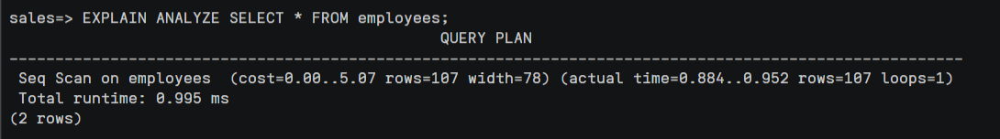 sales=> EXPLAIN ANALYZE SELECT * FROM employees;
QUERY PLAN
--------------------------------------------------------------------------------------------------------
Seq Scan on employees  (cost=0.00..5.07 rows=107 width=78) (actual time=0.884..0.952 rows=107 loops=1)
Total runtime: 0.995 ms
(2 rows)